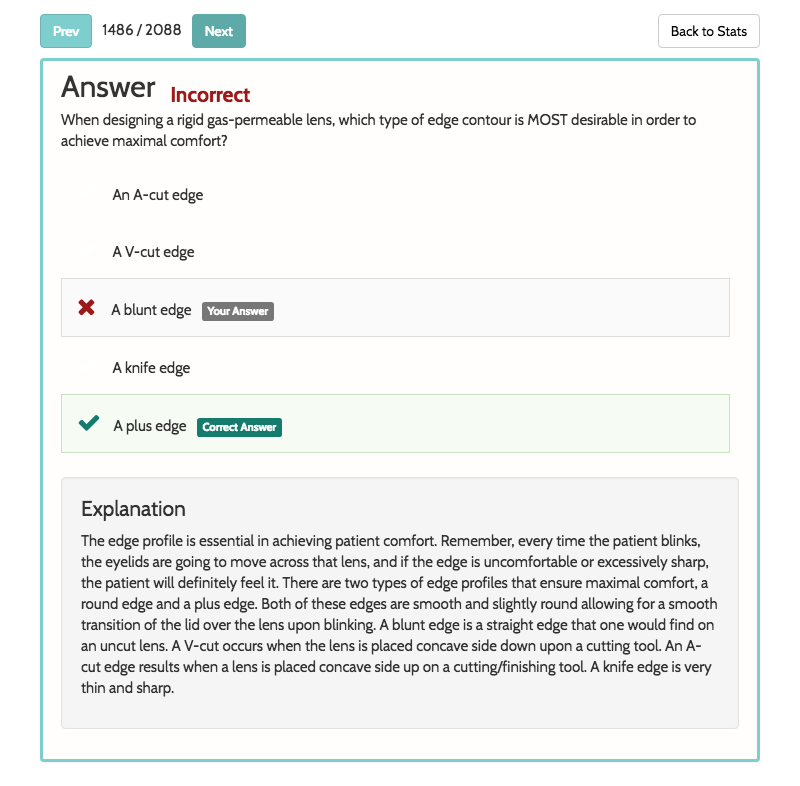 Prev 1486 / 2088 Next Back to Stats
Answer Incorrect
When designing a rigid gas-permeable lens, which type of edge contour is MOST desirable in order to
achieve maximal comfort?
An A-cut edge
A V-cut edge
A blunt edge Your Answer
A knife edge
A plus edge Correct Answer
Explanation
The edge profile is essential in achieving patient comfort. Remember, every time the patient blinks,
the eyelids are going to move across that lens, and if the edge is uncomfortable or excessively sharp,
the patient will definitely feel it. There are two types of edge profiles that ensure maximal comfort, a
round edge and a plus edge. Both of these edges are smooth and slightly round allowing for a smooth
transition of the lid over the lens upon blinking. A blunt edge is a straight edge that one would find on
an uncut lens. A V-cut occurs when the lens is placed concave side down upon a cutting tool. An A-
cut edge results when a lens is placed concave side up on a cutting/finishing tool. A knife edge is very
thin and sharp.